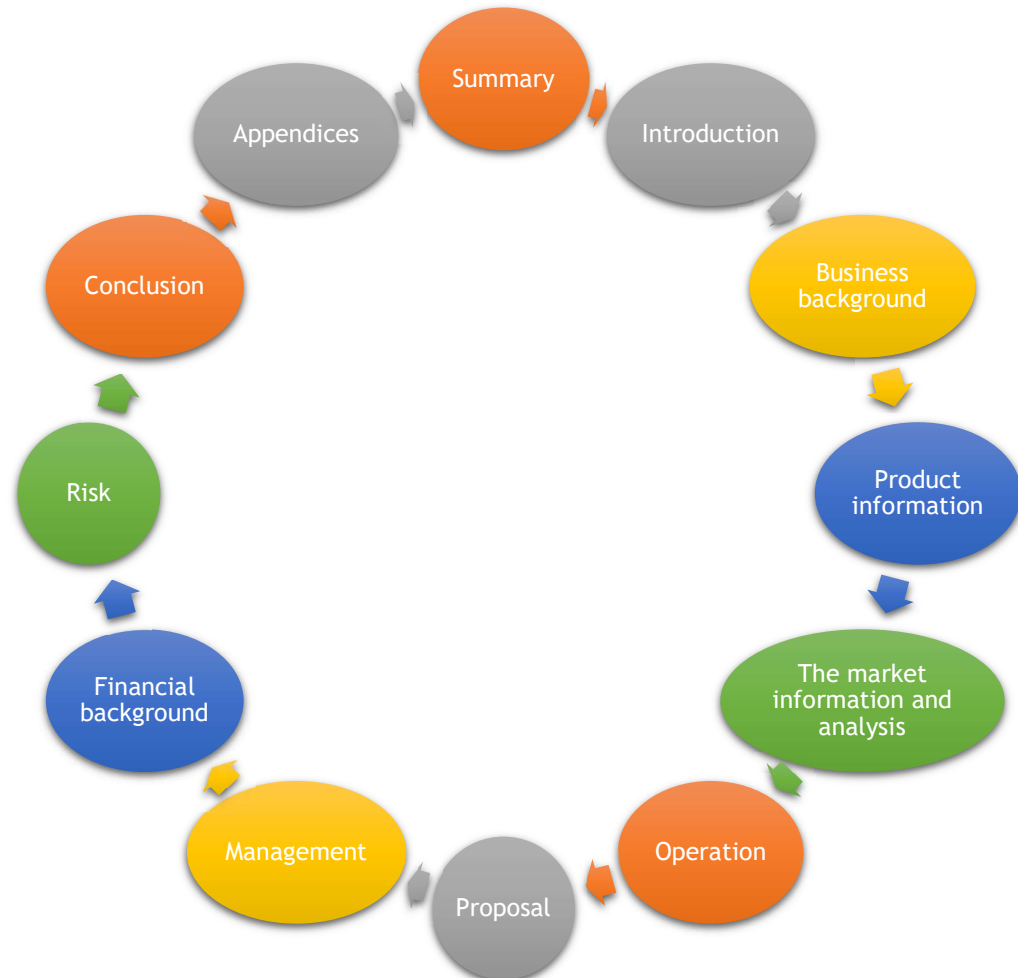 Summary
Introduction
Business
background
Product
information
The market
information and
analysis
Operation
Proposal
Management
Financial
background
Risk
Conclusion
Appendices